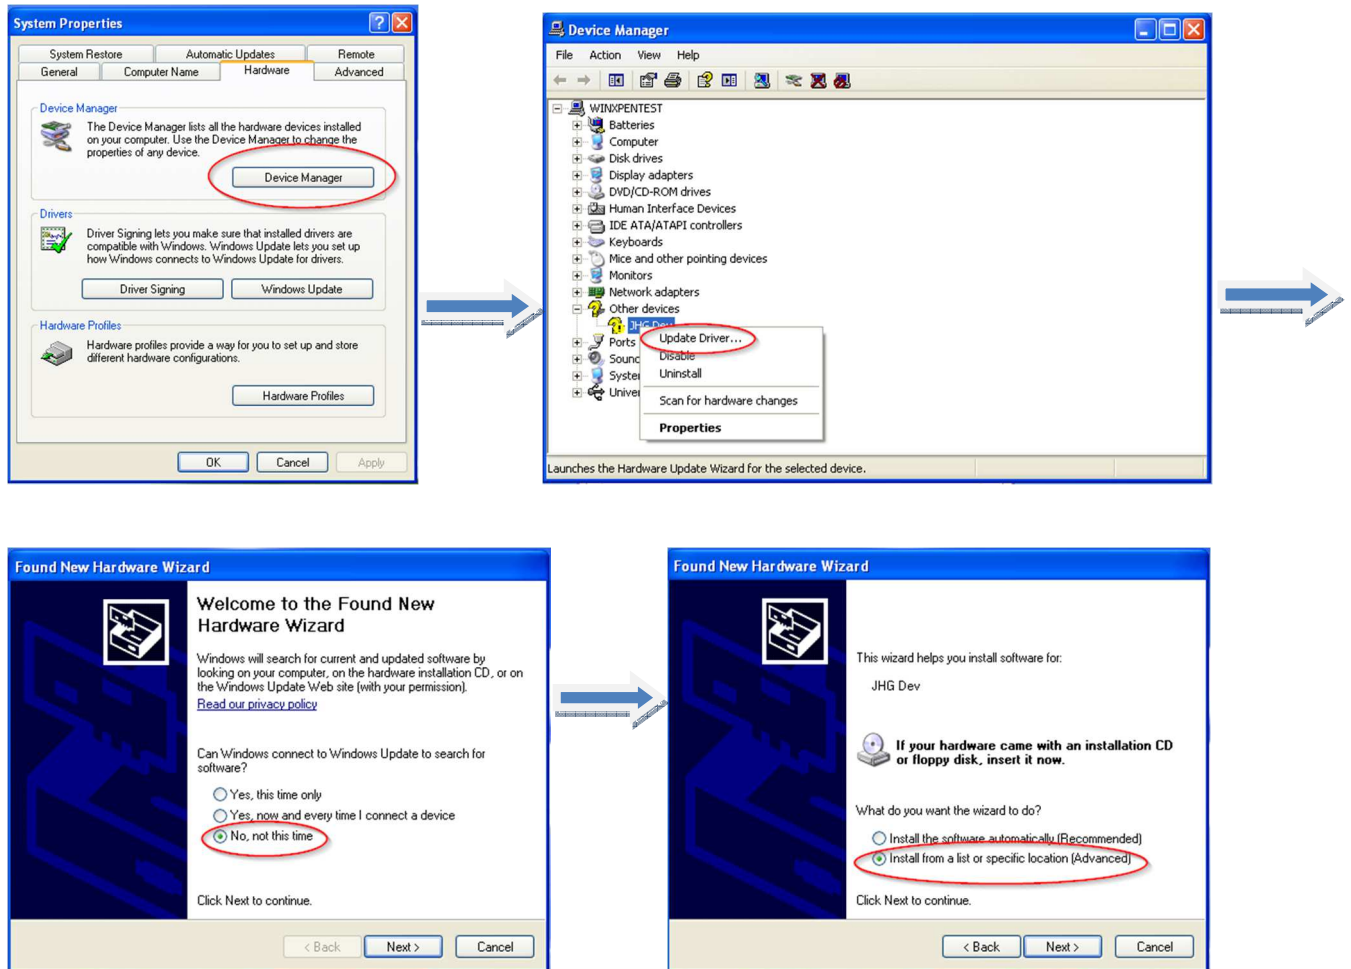 System Properties
System Restore Automatic Updates Remote
General Computer Name Hardware Advanced
Device Manager
The Device Manager lists all the hardware devices installed
on your computer. Use the Device Manager to change the
properties of any device.
Device Manager
Drivers
Driver Signing lets you make sure that installed drivers are
compatible with Windows. Windows Update lets you set up
how Windows connects to Windows Update for drivers.
Driver Signing Windows Update
Hardware Profiles
Hardware profiles provide a way for you to set up and store
different hardware configurations.
Hardware Profiles
OK Cancel Apply
Device Manager
File Action View Help
WINXPENTEST
Batteries
Computer
Disk drives
Display adapters
DVD/CD-ROM drives
Human Interface Devices
IDE ATA/ATAPI controllers
Keyboards
Mice and other pointing devices
Monitors
Network adapters
Other devices
JHG Dev
Ports
Soun
Syster
Univer
Update Driver...
Disable
Uninstall
Scan for hardware changes
Properties
Launches the Hardware Update Wizard for the selected device.
Found New Hardware Wizard
Welcome to the Found New
Hardware Wizard
Windows will search for current and updated software by
looking on your computer, on the hardware installation CD, or on
the Windows Update Web site (with your permission).
Read our privacy policy
Can Windows connect to Windows Update to search for
software?
Yes, this time only
Yes, now and every time I connect a device
No, not this time
Click Next to continue.
< Back Next > Cancel
Found New Hardware Wizard
This wizard helps you install software for:
JHG Dev
If your hardware came with an installation CD
or floppy disk, insert it now.
What do you want the wizard to do?
Install the software automatically (Recommended)
Install from a list or specific location (Advanced)
Click Next to continue.
< Back Next > Cancel